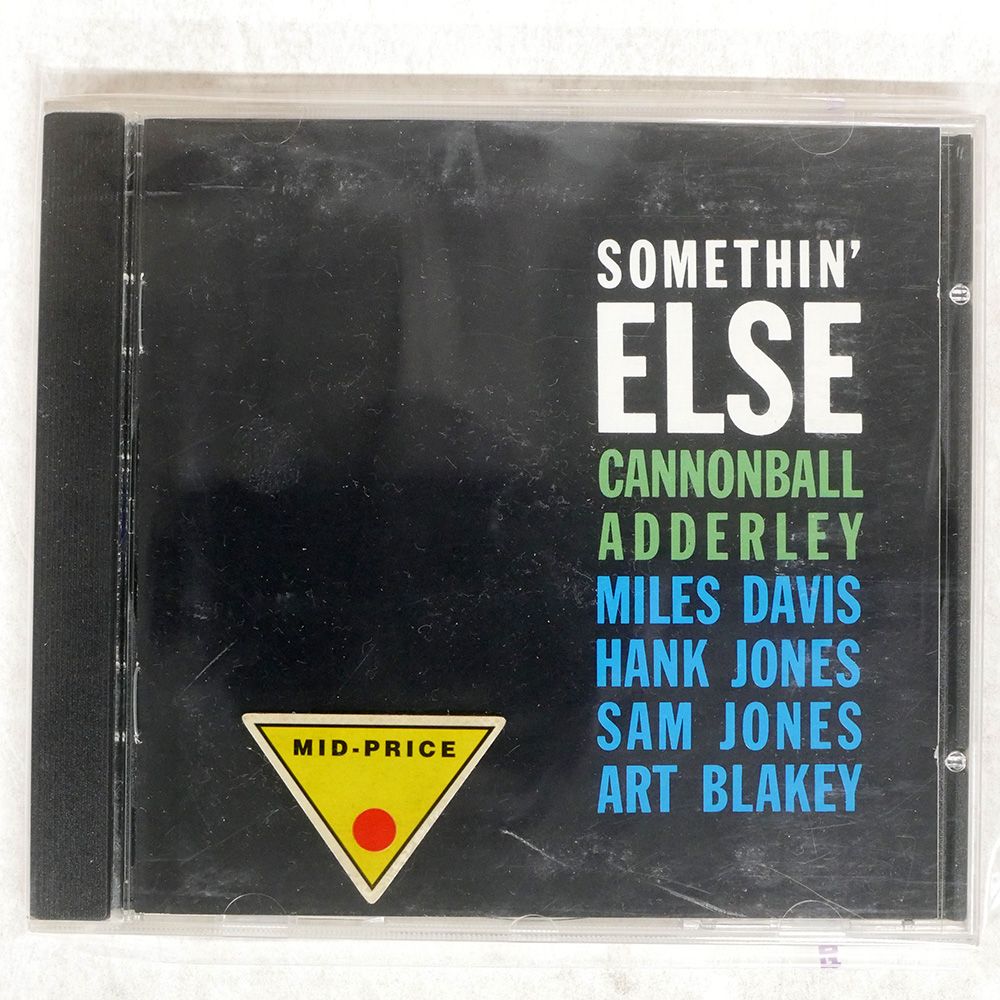 SOMETHIN'
ELSE
CANNONBALL
ADDERLEY
MILES DAVIS
HANK JONES
SAM JONES
ART BLAKEY
MID-PRICE